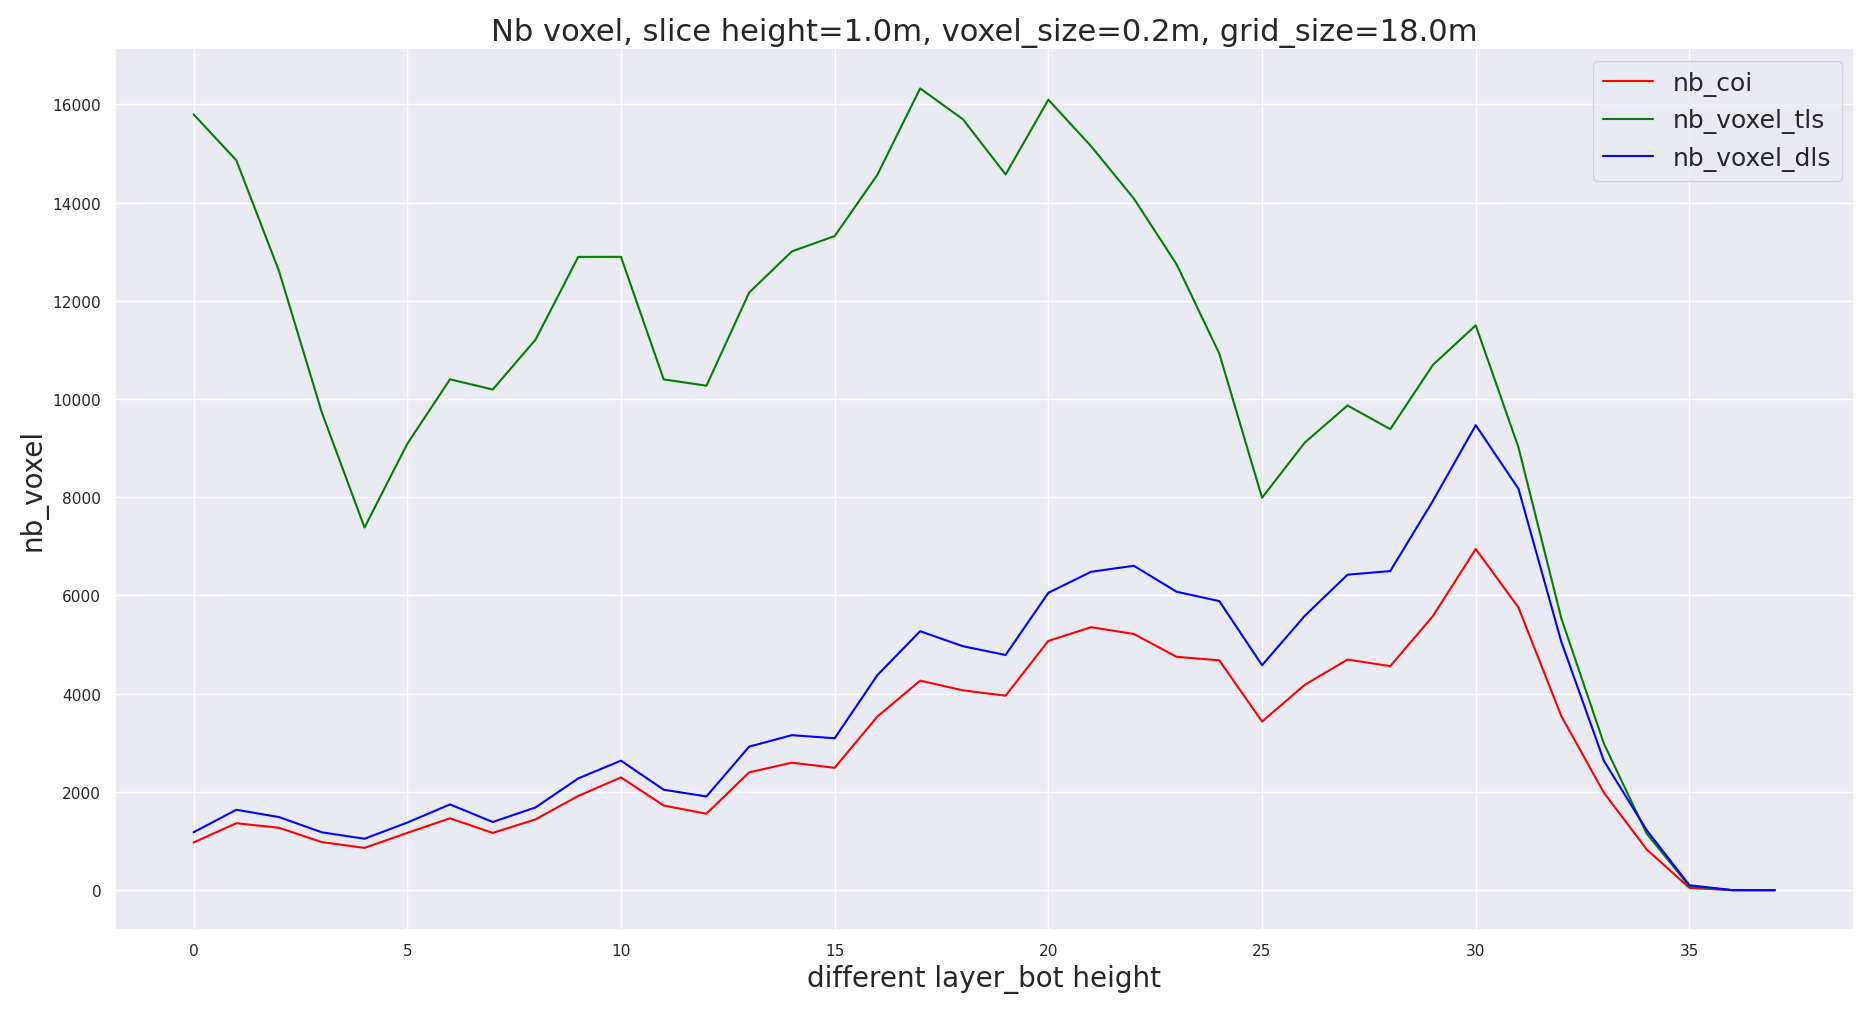 Nb voxel, slice height=1.0m, voxel_size=0.2m, grid_size=18.0m
nb_coi
nb_voxel_tls
nb_voxel_dls
nb_voxel
16000
14000
12000
10000
8000
6000
4000
2000
0
0 5 10 15 20 25 30 35
different layer_bot height